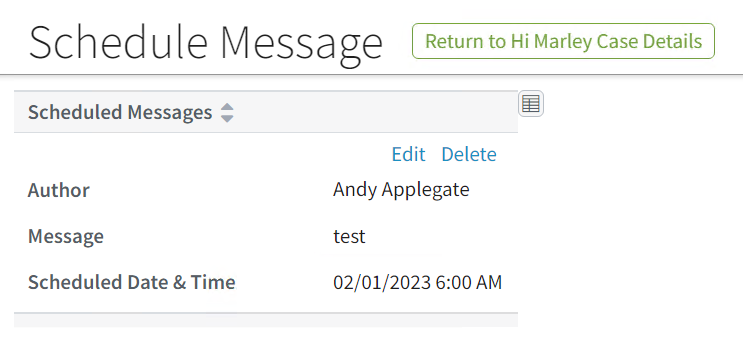 Schedule Message
Return to Hi Marley Case Details
Scheduled Messages
Edit Delete
Author Andy Applegate
Message test
Scheduled Date & Time 02/01/2023 6:00 AM